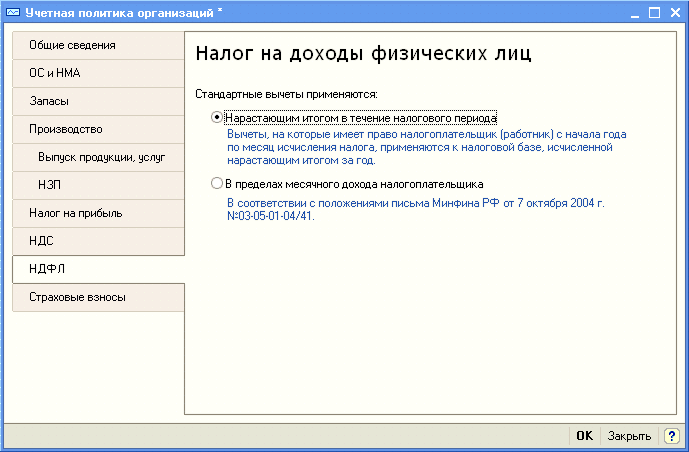 Учетная политика организаций *
Общие сведения
ОС и НМА
Запасы
Производство
Выпуск продукции, услуг
НЗП
Налог на прибыль
НДС
НДФЛ
Страховые взносы
Налог на доходы физических лиц
Стандартные вычеты применяются:
Нарастающим итогом в течение налогового периода
Вычеты, на которые имеет право налогоплательщик (работник) с начала года
по месяц исчисления налога, применяются к налоговой базе, исчисленной
нарастающим итогом за год.
В пределах месячного дохода налогоплательщика
В соответствии с положениями письма Минфина РФ от 7 октября 2004 г.
№03-05-01-04/41.
OK Закрыть ?